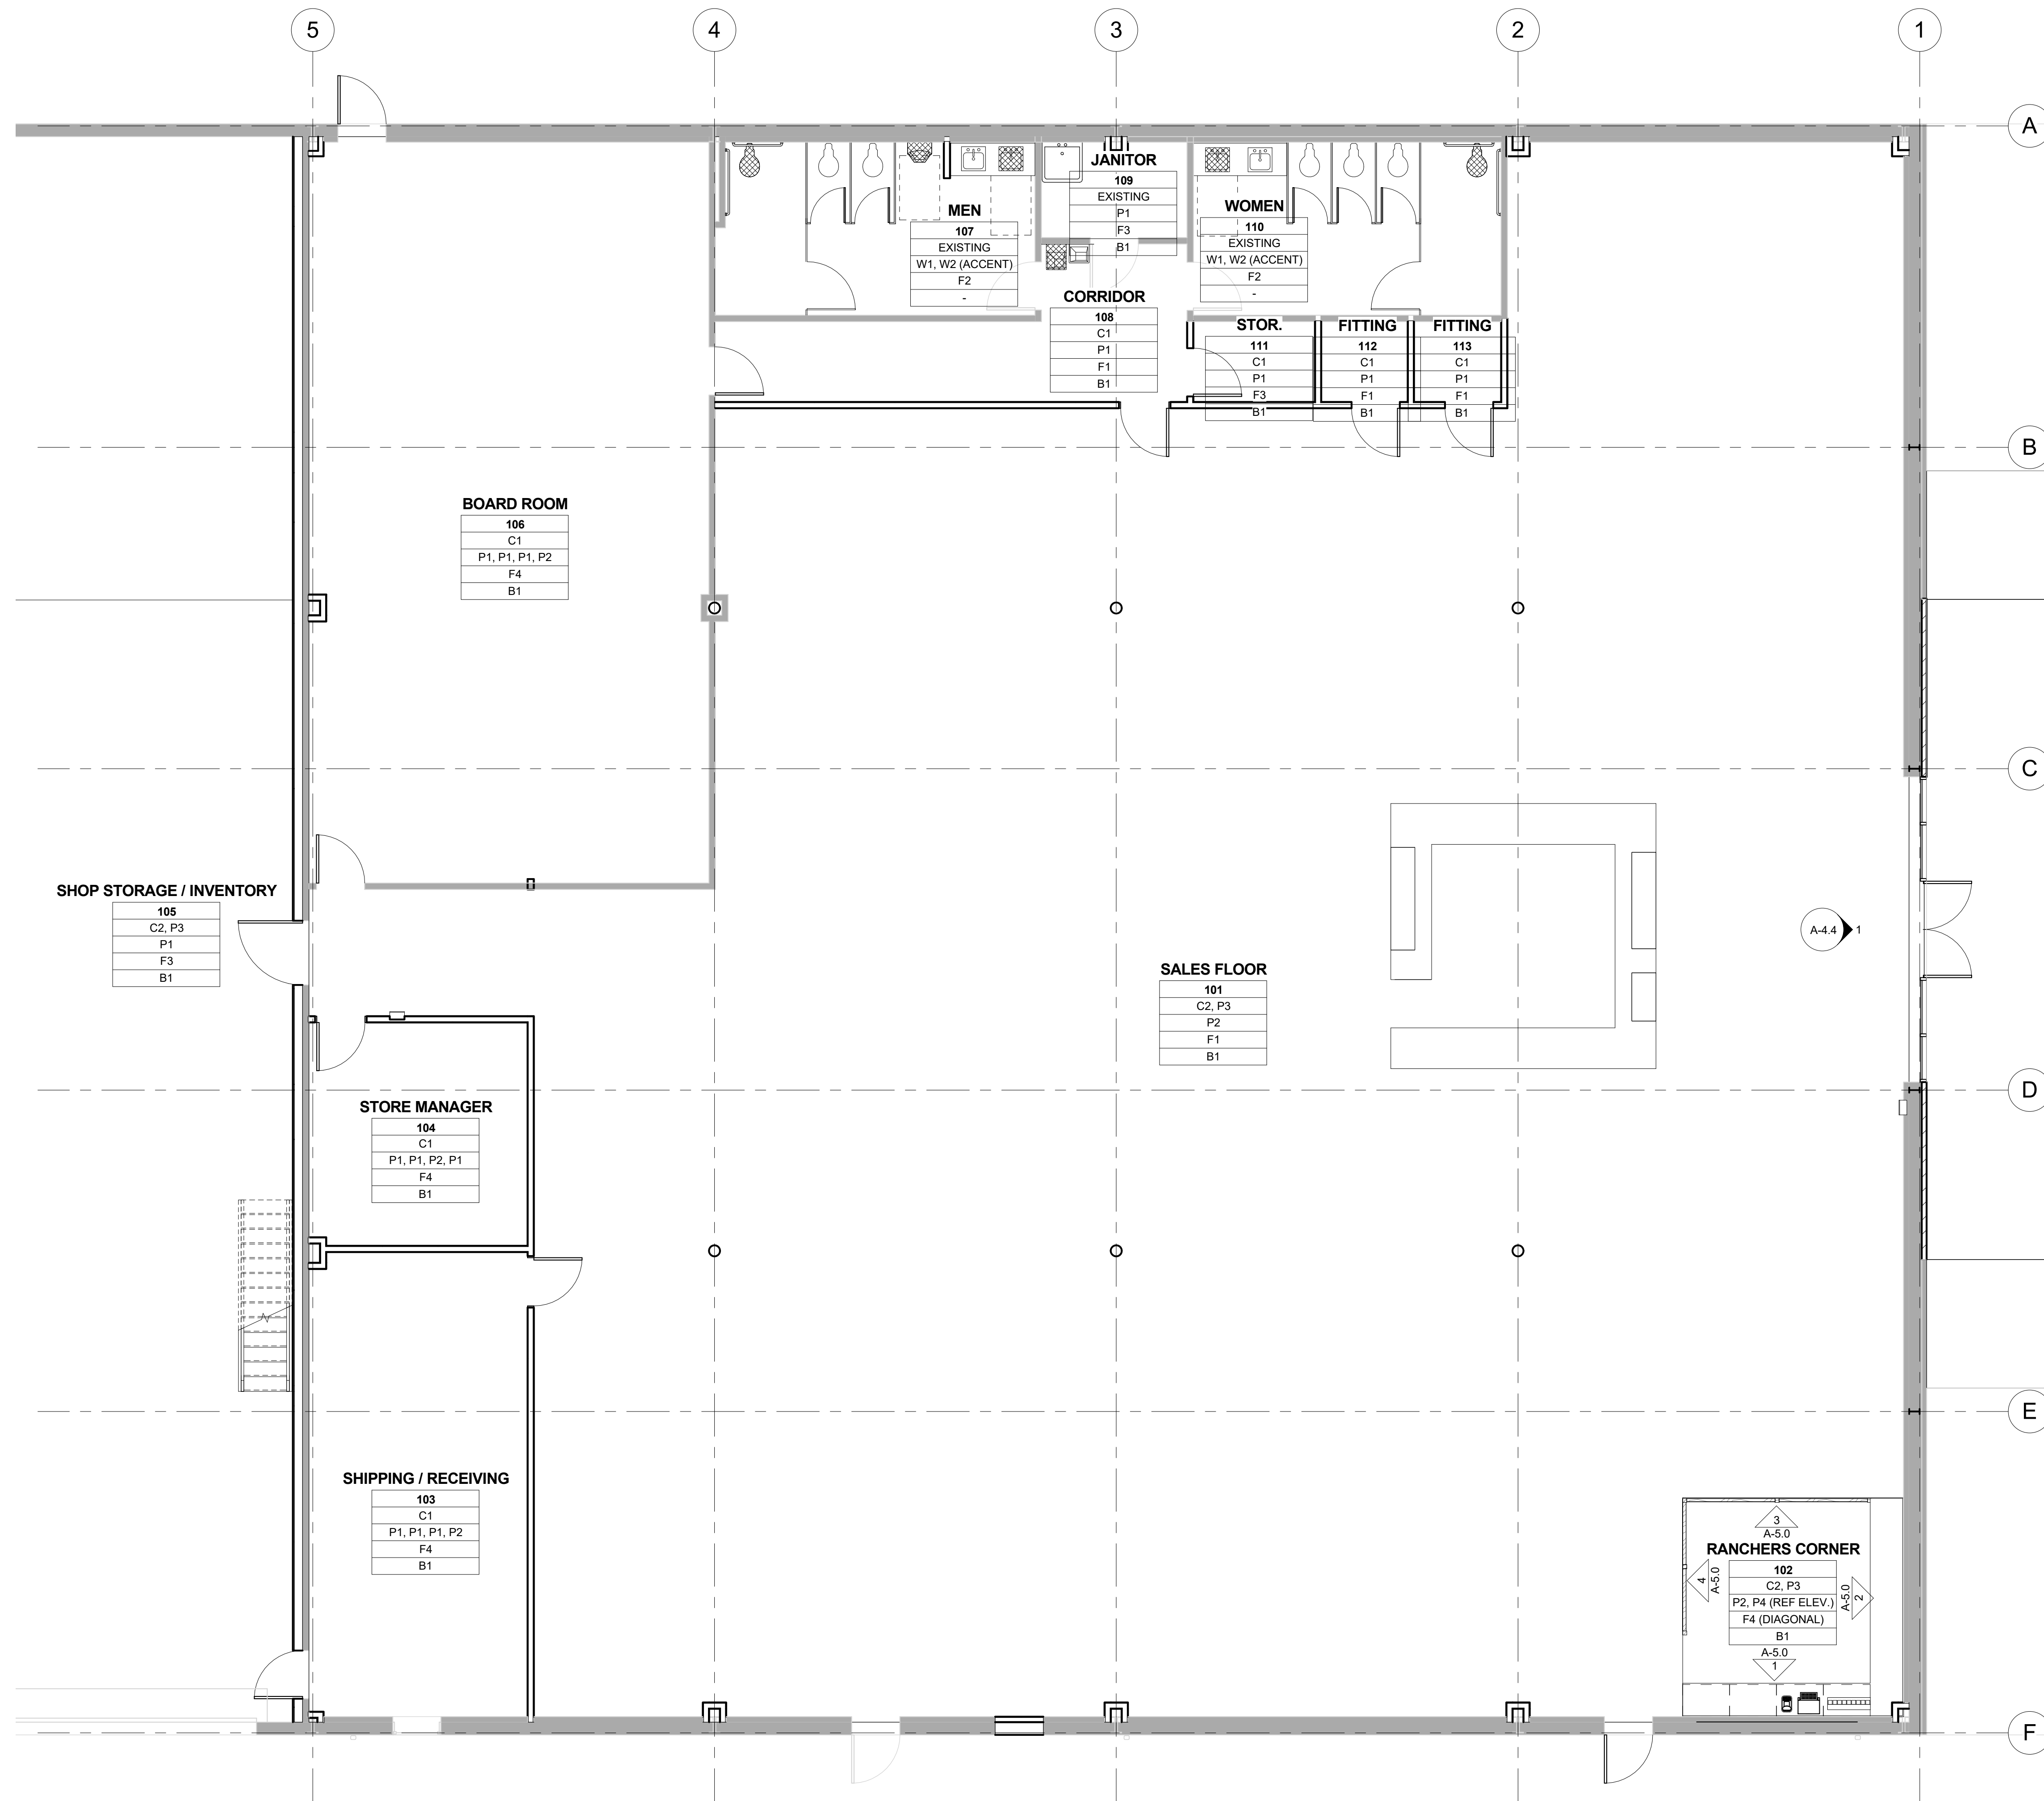 5
4
3
2
1
A
B
C
D
E
F
JANITOR
109
EXISTING
P1
F3
B1
MEN
107
EXISTING
W1, W2 (ACCENT)
F2
-
WOMEN
110
EXISTING
W1, W2 (ACCENT)
F2
-
CORRIDOR
108
C1
P1
F1
B1
STOR.
111
C1
P1
F3
B1
FITTING
112
C1
P1
F1
B1
FITTING
113
C1
P1
F1
B1
BOARD ROOM
106
C1
P1, P1, P1, P2
F4
B1
SHOP STORAGE / INVENTORY
105
C2, P3
P1
F3
B1
A-4.4
1
SALES FLOOR
101
C2, P3
P2
F1
B1
STORE MANAGER
104
C1
P1, P1, P2, P1
F4
B1
SHIPPING / RECEIVING
103
C1
P1, P1, P1, P2
F4
B1
3
A-5.0
RANCHERS CORNER
102
C2, P3
P2, P4 (REF ELEV.)
F4 (DIAGONAL)
B1
4
A-5.0
A-5.0
2
A-5.0
1